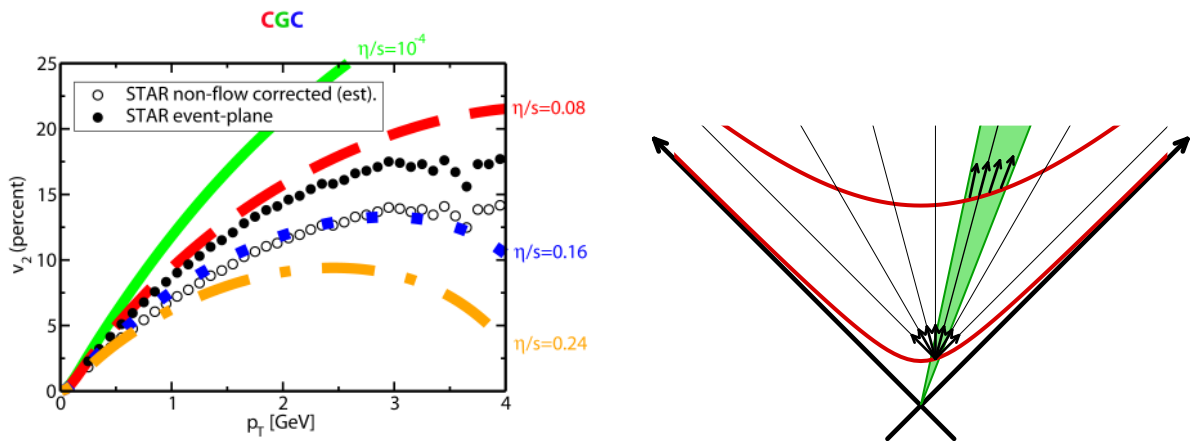 CGC
η/s=10⁻⁴
25
STAR non-flow corrected (est).
STAR event-plane
20
η/s=0.08
15
v₂ (percent)
10
η/s=0.16
5
η/s=0.24
0
0 1 2 3 4
p_T [GeV]